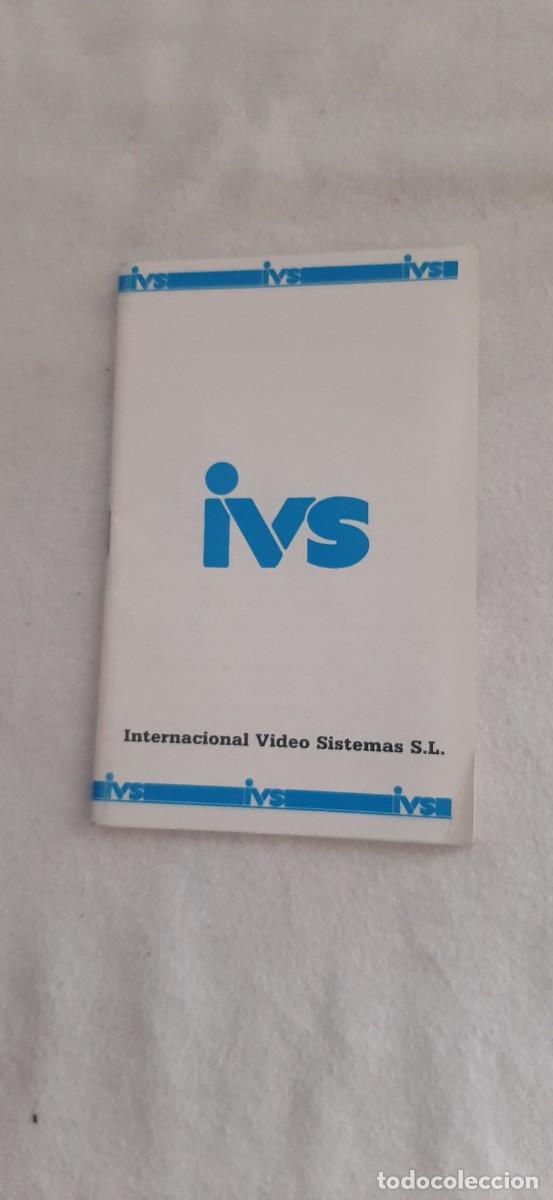 ivs ivs ivs
ivs
Internacional Video Sistemas S.L.
ivs ivs ivs
todocoleccion